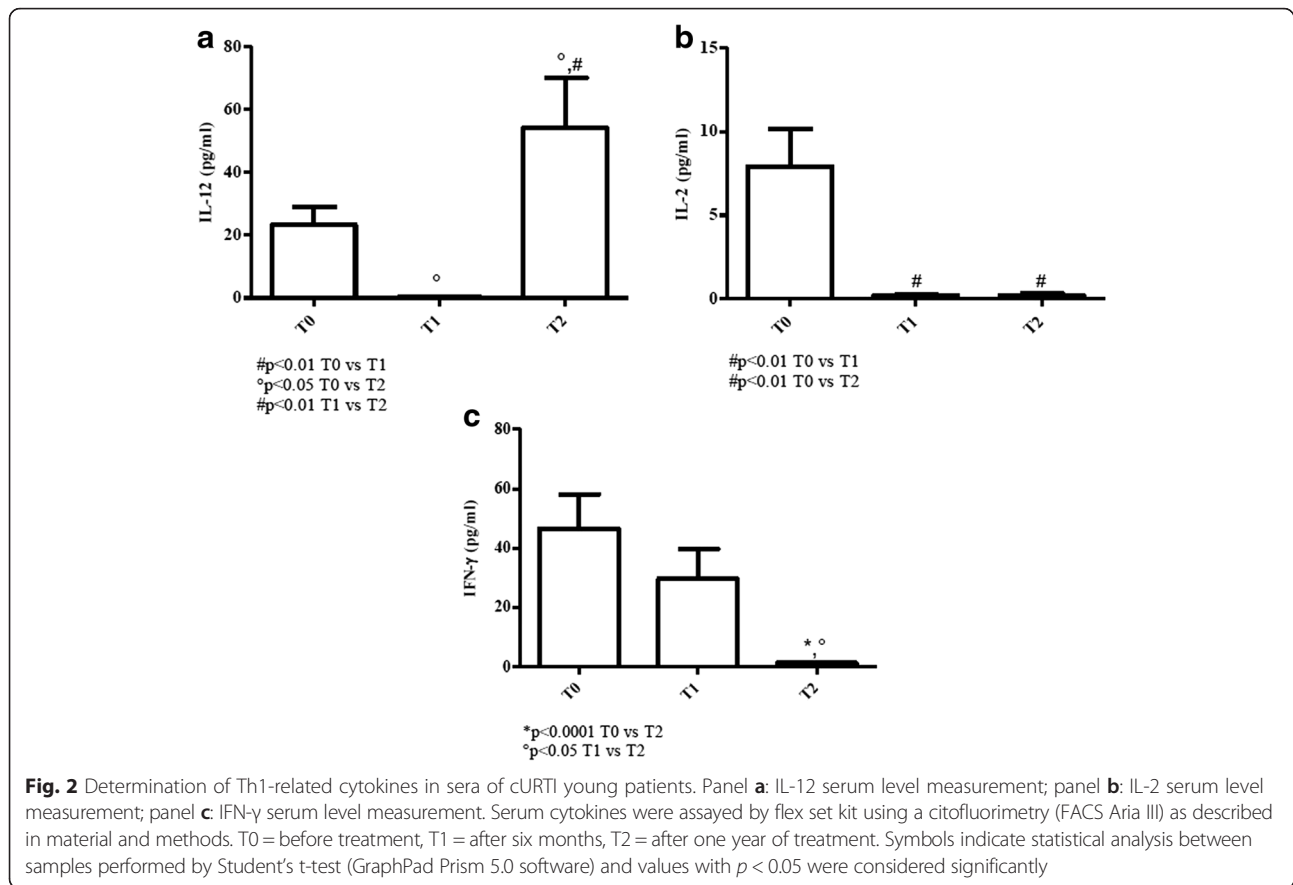 a
80
60
40
20
0
IL-12 (pg/ml)
°
°,#
T0
T1
T2
#p<0.01 T0 vs T1
°p<0.05 T0 vs T2
#p<0.01 T1 vs T2
b
15
10
5
0
IL-2 (pg/ml)
#
#
T0
T1
T2
#p<0.01 T0 vs T1
#p<0.01 T0 vs T2
c
80
60
40
20
0
IFN-γ (pg/ml)
*,°
T0
T1
T2
*p<0.0001 T0 vs T2
°p<0.05 T1 vs T2
Fig. 2 Determination of Th1-related cytokines in sera of cURTI young patients. Panel a: IL-12 serum level measurement; panel b: IL-2 serum level
measurement; panel c: IFN-γ serum level measurement. Serum cytokines were assayed by flex set kit using a citofluorimetry (FACS Aria III) as described
in material and methods. T0 = before treatment, T1 = after six months, T2 = after one year of treatment. Symbols indicate statistical analysis between
samples performed by Student's t-test (GraphPad Prism 5.0 software) and values with p < 0.05 were considered significantly